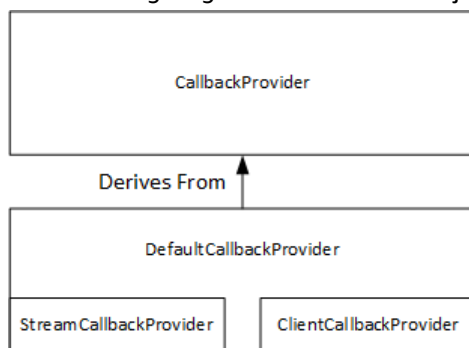 CallbackProvider
Derives From
DefaultCallbackProvider
StreamCallbackProvider
ClientCallbackProvider